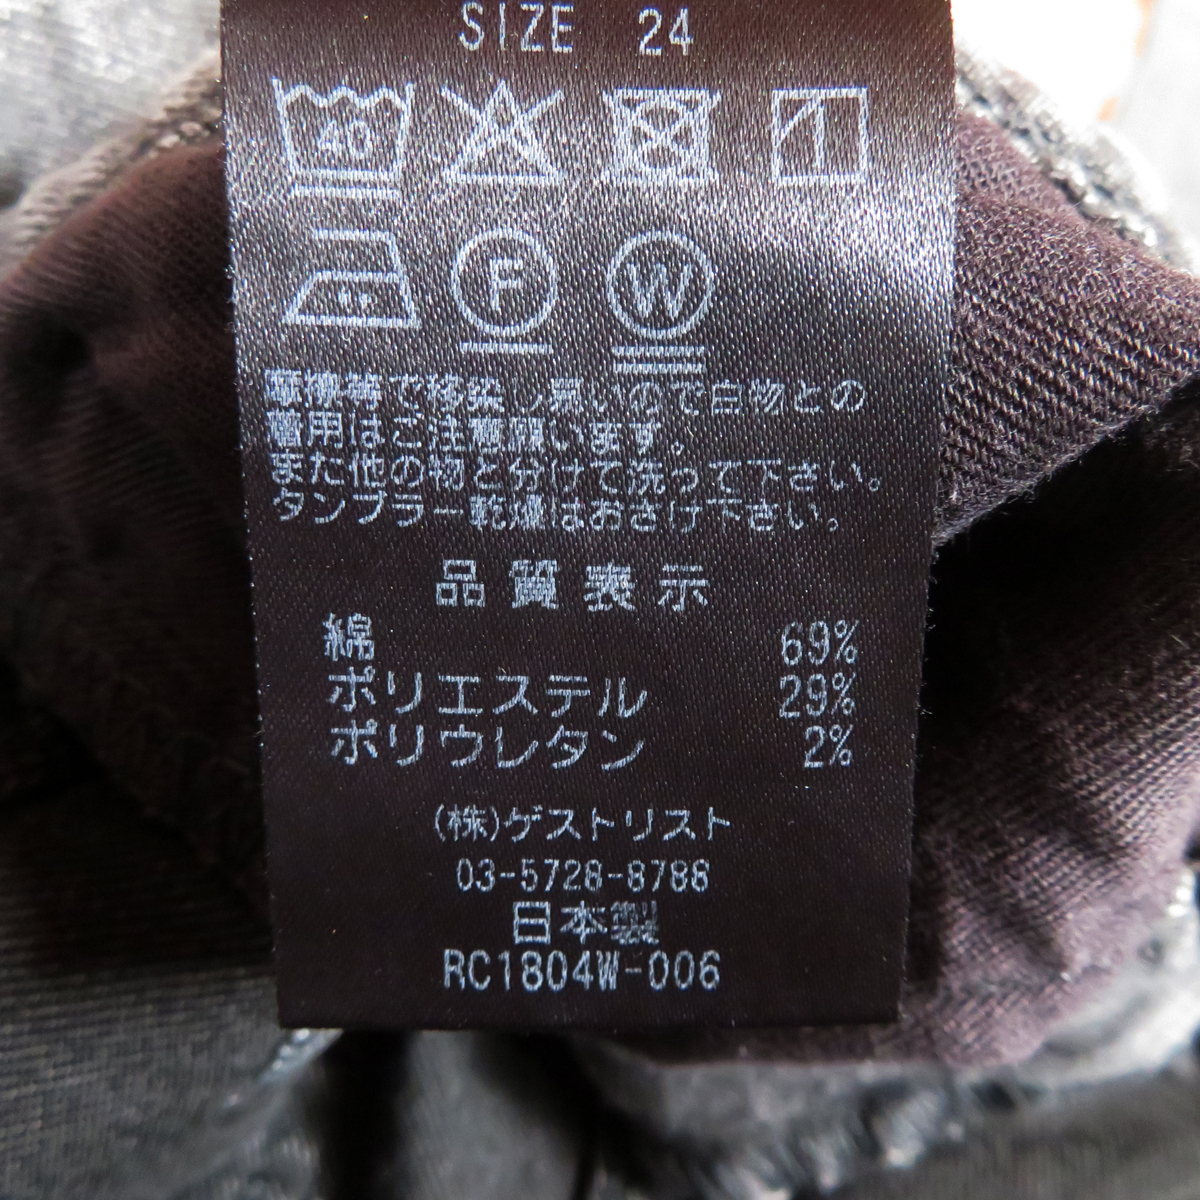 SIZE 24
40
F
W
摩擦等で移染し易いので白物との
着用はご注意願います。
また他の物と分けて洗って下さい。
タンブラー乾燥はおさけ下さい。
品質表示
綿 69%
ポリエステル 29%
ポリウレタン 2%
(株)ゲストリスト
03-5728-8788
日本製
RC1804W-006